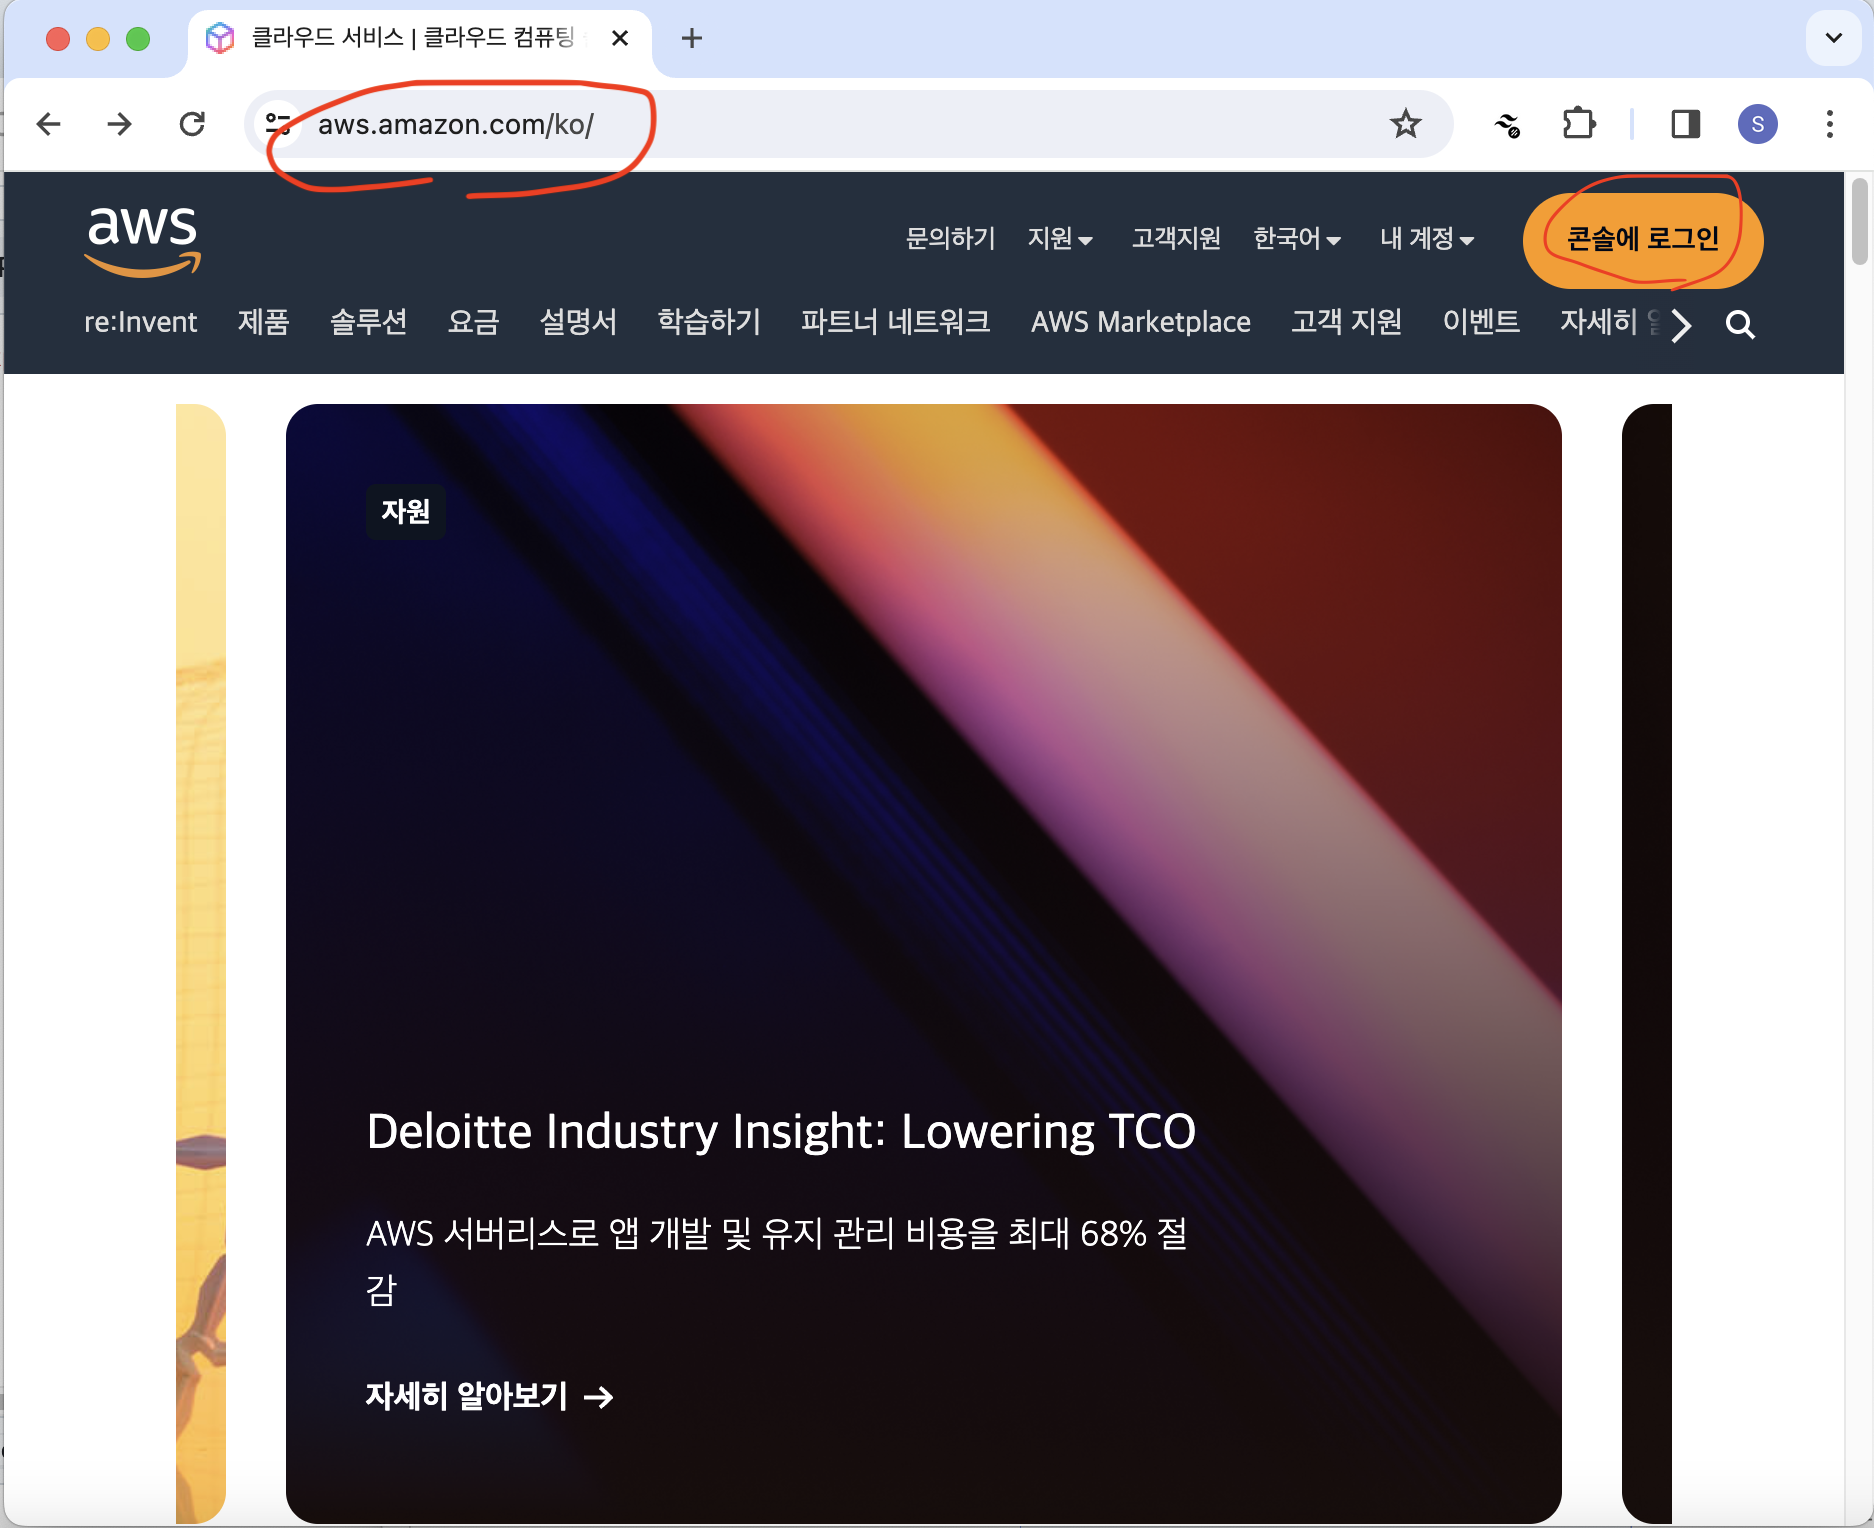 클라우드 서비스 | 클라우드 컴퓨팅
aws.amazon.com/ko/
S
aws
문의하기 지원 고객지원 한국어 내 계정 콘솔에 로그인
re:Invent 제품 솔루션 요금 설명서 학습하기 파트너 네트워크 AWS Marketplace 고객 지원 이벤트 자세히
자원
Deloitte Industry Insight: Lowering TCO
AWS 서버리스로 앱 개발 및 유지 관리 비용을 최대 68% 절
감
자세히 알아보기 →